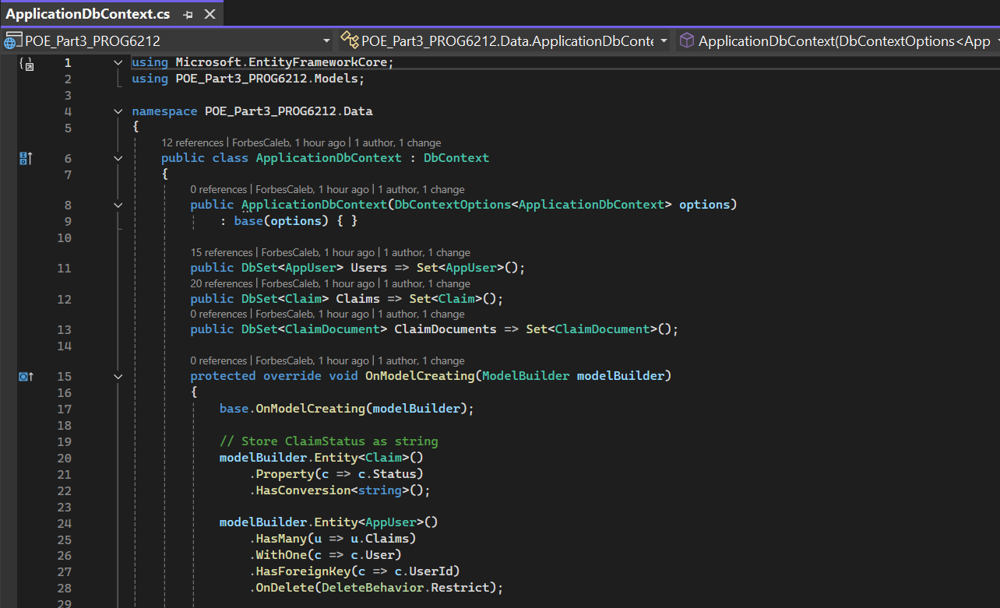 ApplicationDbContext.cs
POE_Part3_PROG6212 POE_Part3_PROG6212.Data.ApplicationDbConte ApplicationDbContext(DbContextOptions<App
1 using Microsoft.EntityFrameworkCore;
2 using POE_Part3_PROG6212.Models;
3
4 namespace POE_Part3_PROG6212.Data
5 {
12 references | ForbesCaleb, 1 hour ago | 1 author, 1 change
6 public class ApplicationDbContext : DbContext
7 {
0 references | ForbesCaleb, 1 hour ago | 1 author, 1 change
8 public ApplicationDbContext(DbContextOptions<ApplicationDbContext> options)
9 : base(options) { }
10
15 references | ForbesCaleb, 1 hour ago | 1 author, 1 change
11 public DbSet<AppUser> Users => Set<AppUser>();
20 references | ForbesCaleb, 1 hour ago | 1 author, 1 change
12 public DbSet<Claim> Claims => Set<Claim>();
0 references | ForbesCaleb, 1 hour ago | 1 author, 1 change
13 public DbSet<ClaimDocument> ClaimDocuments => Set<ClaimDocument>();
14
0 references | ForbesCaleb, 1 hour ago | 1 author, 1 change
15 protected override void OnModelCreating(ModelBuilder modelBuilder)
16 {
17 base.OnModelCreating(modelBuilder);
18
19 // Store ClaimStatus as string
20 modelBuilder.Entity<Claim>()
21 .Property(c => c.Status)
22 .HasConversion<string>();
23
24 modelBuilder.Entity<AppUser>()
25 .HasMany(u => u.Claims)
26 .WithOne(c => c.User)
27 .HasForeignKey(c => c.UserId)
28 .OnDelete(DeleteBehavior.Restrict);
29